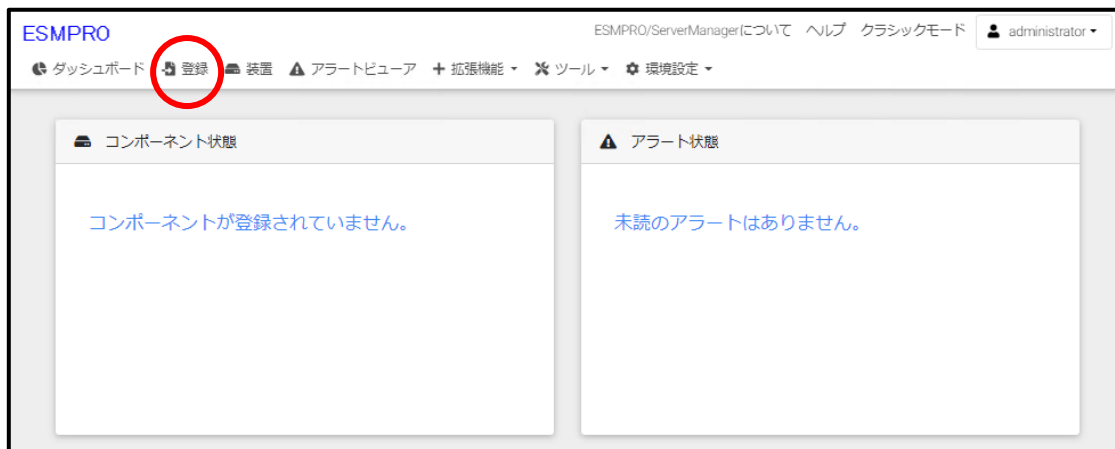 ESMPRO ESMPRO/ServerManagerについて ヘルプ クラシックモード administrator
ダッシュボード 登録 装置 アラートビューア 拡張機能 ツール 環境設定
コンポーネント状態
コンポーネントが登録されていません。
アラート状態
未読のアラートはありません。